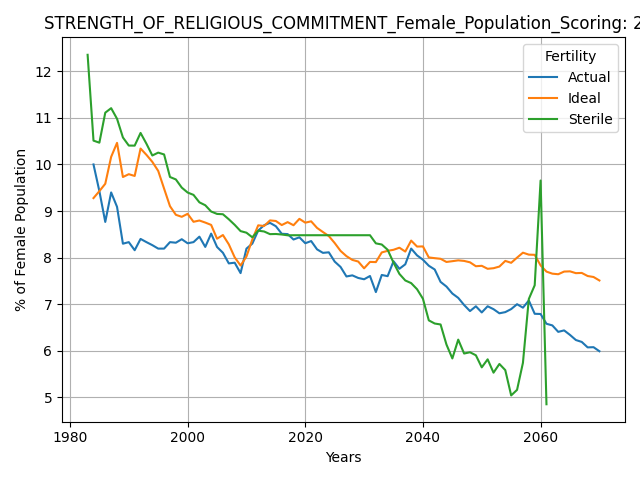 STRENGTH_OF_RELIGIOUS_COMMITMENT_Female_Population_Scoring: 2
Fertility
Actual
Ideal
Sterile
% of Female Population
12
11
10
9
8
7
6
5
1980
2000
2020
2040
2060
Years